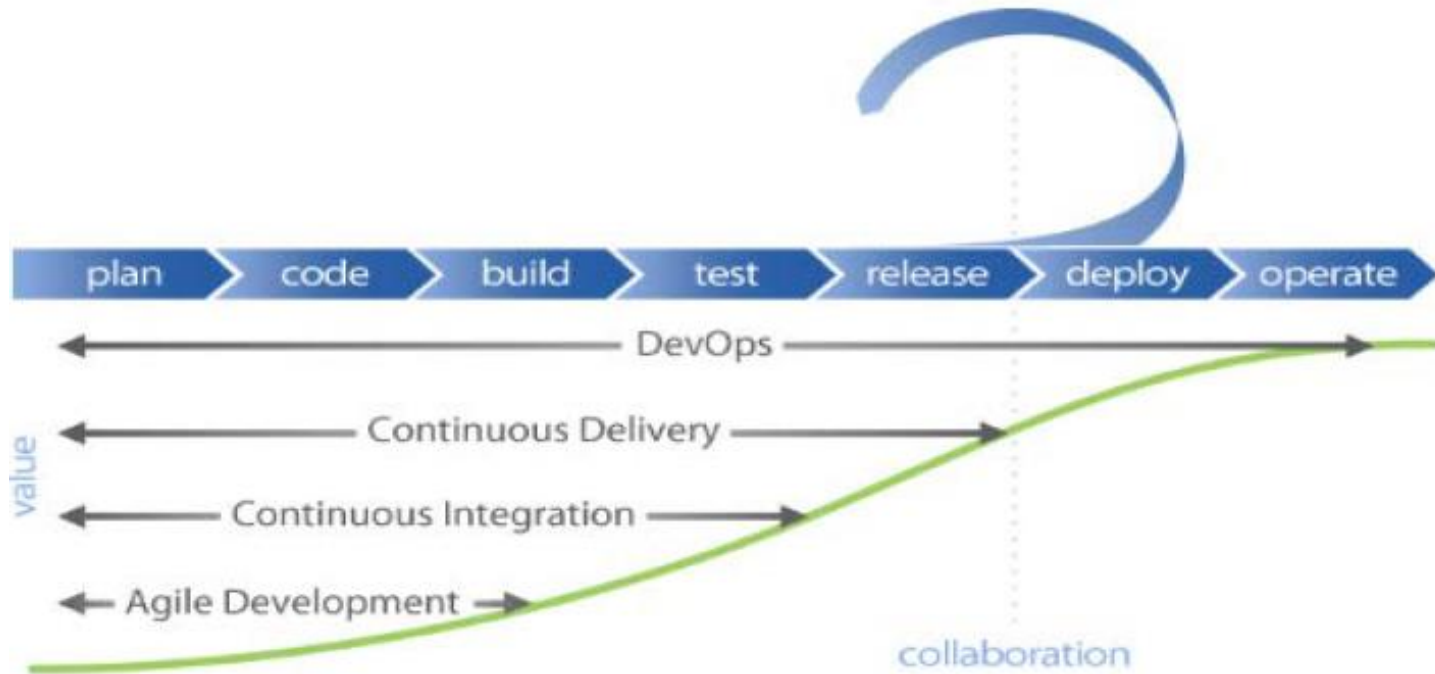 plan code build test release deploy operate
DevOps
Continuous Delivery
value
Continuous Integration
Agile Development
collaboration